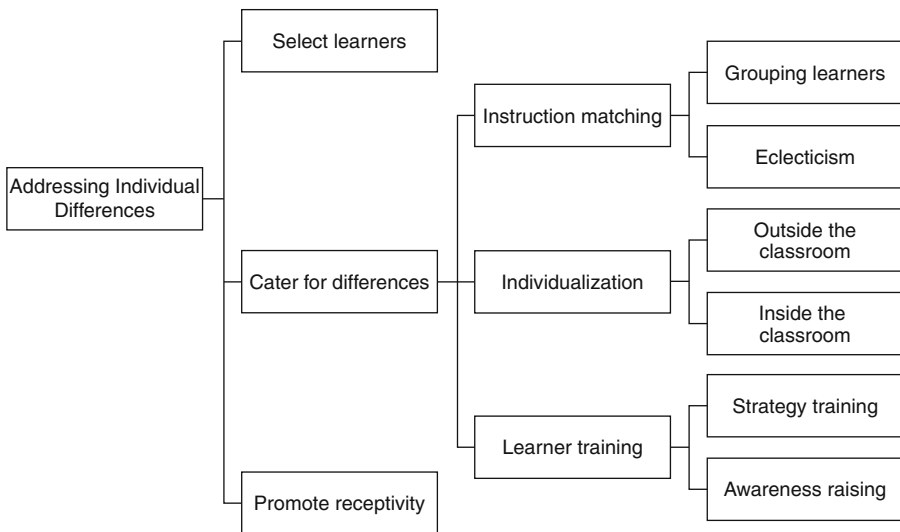 Addressing Individual
Differences
Select learners
Cater for differences
Promote receptivity
Instruction matching
Individualization
Learner training
Grouping learners
Eclecticism
Outside the
classroom
Inside the
classroom
Strategy training
Awareness raising